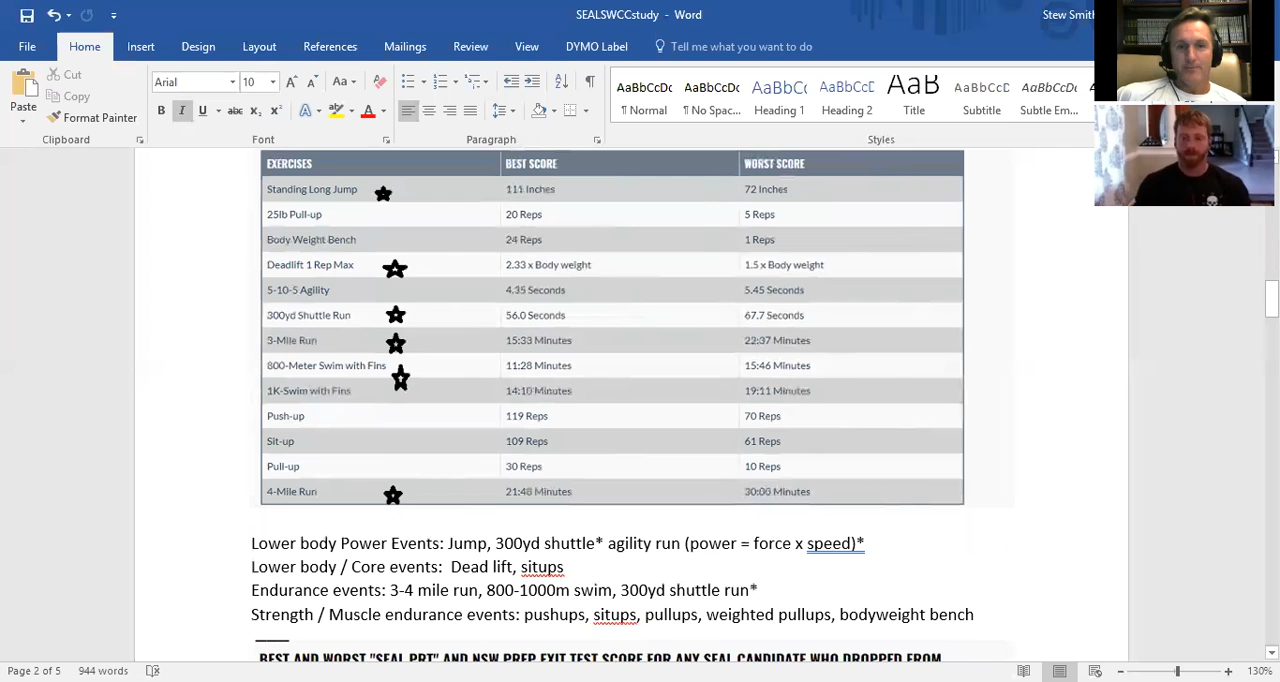 SEALSWCCstudy - Word
Stew Smith
File Home Insert Design Layout References Mailings Review View DYMO Label Tell me what you want to do
Paste
Cut
Copy
Format Painter
Clipboard
Arial 10
Aa
B I U abc x₂ x²
Font
Paragraph
AaBbCcDc AaBbCcDc AaBbCc AaBbCcC AaB AaBbCcD AaBbCcDc
¶ Normal ¶ No Spac... Heading 1 Heading 2 Title Subtitle Subtle Em...
Styles
EXERCISES BEST SCORE WORST SCORE
Standing Long Jump 111 Inches 72 Inches
25lb Pull-up 20 Reps 5 Reps
Body Weight Bench 24 Reps 1 Reps
Deadlift 1 Rep Max 2.33 x Body weight 1.5 x Body weight
5-10-5 Agility 4.35 Seconds 5.45 Seconds
300yd Shuttle Run 56.0 Seconds 67.7 Seconds
3-Mile Run 15:33 Minutes 22:37 Minutes
800-Meter Swim with Fins 11:28 Minutes 15:46 Minutes
1K-Swim with Fins 14:10 Minutes 19:11 Minutes
Push-up 119 Reps 70 Reps
Sit-up 109 Reps 61 Reps
Pull-up 30 Reps 10 Reps
4-Mile Run 21:48 Minutes 30:00 Minutes
Lower body Power Events: Jump, 300yd shuttle* agility run (power = force x speed)*
Lower body / Core events: Dead lift, situps
Endurance events: 3-4 mile run, 800-1000m swim, 300yd shuttle run*
Strength / Muscle endurance events: pushups, situps, pullups, weighted pullups, bodyweight bench
BEST AND WORST "SEAL PRT" AND NSW PREP EXIT TEST SCORE FOR ANY SEAL CANDIDATE WHO DROPPED FROM
Page 2 of 5 944 words 130%